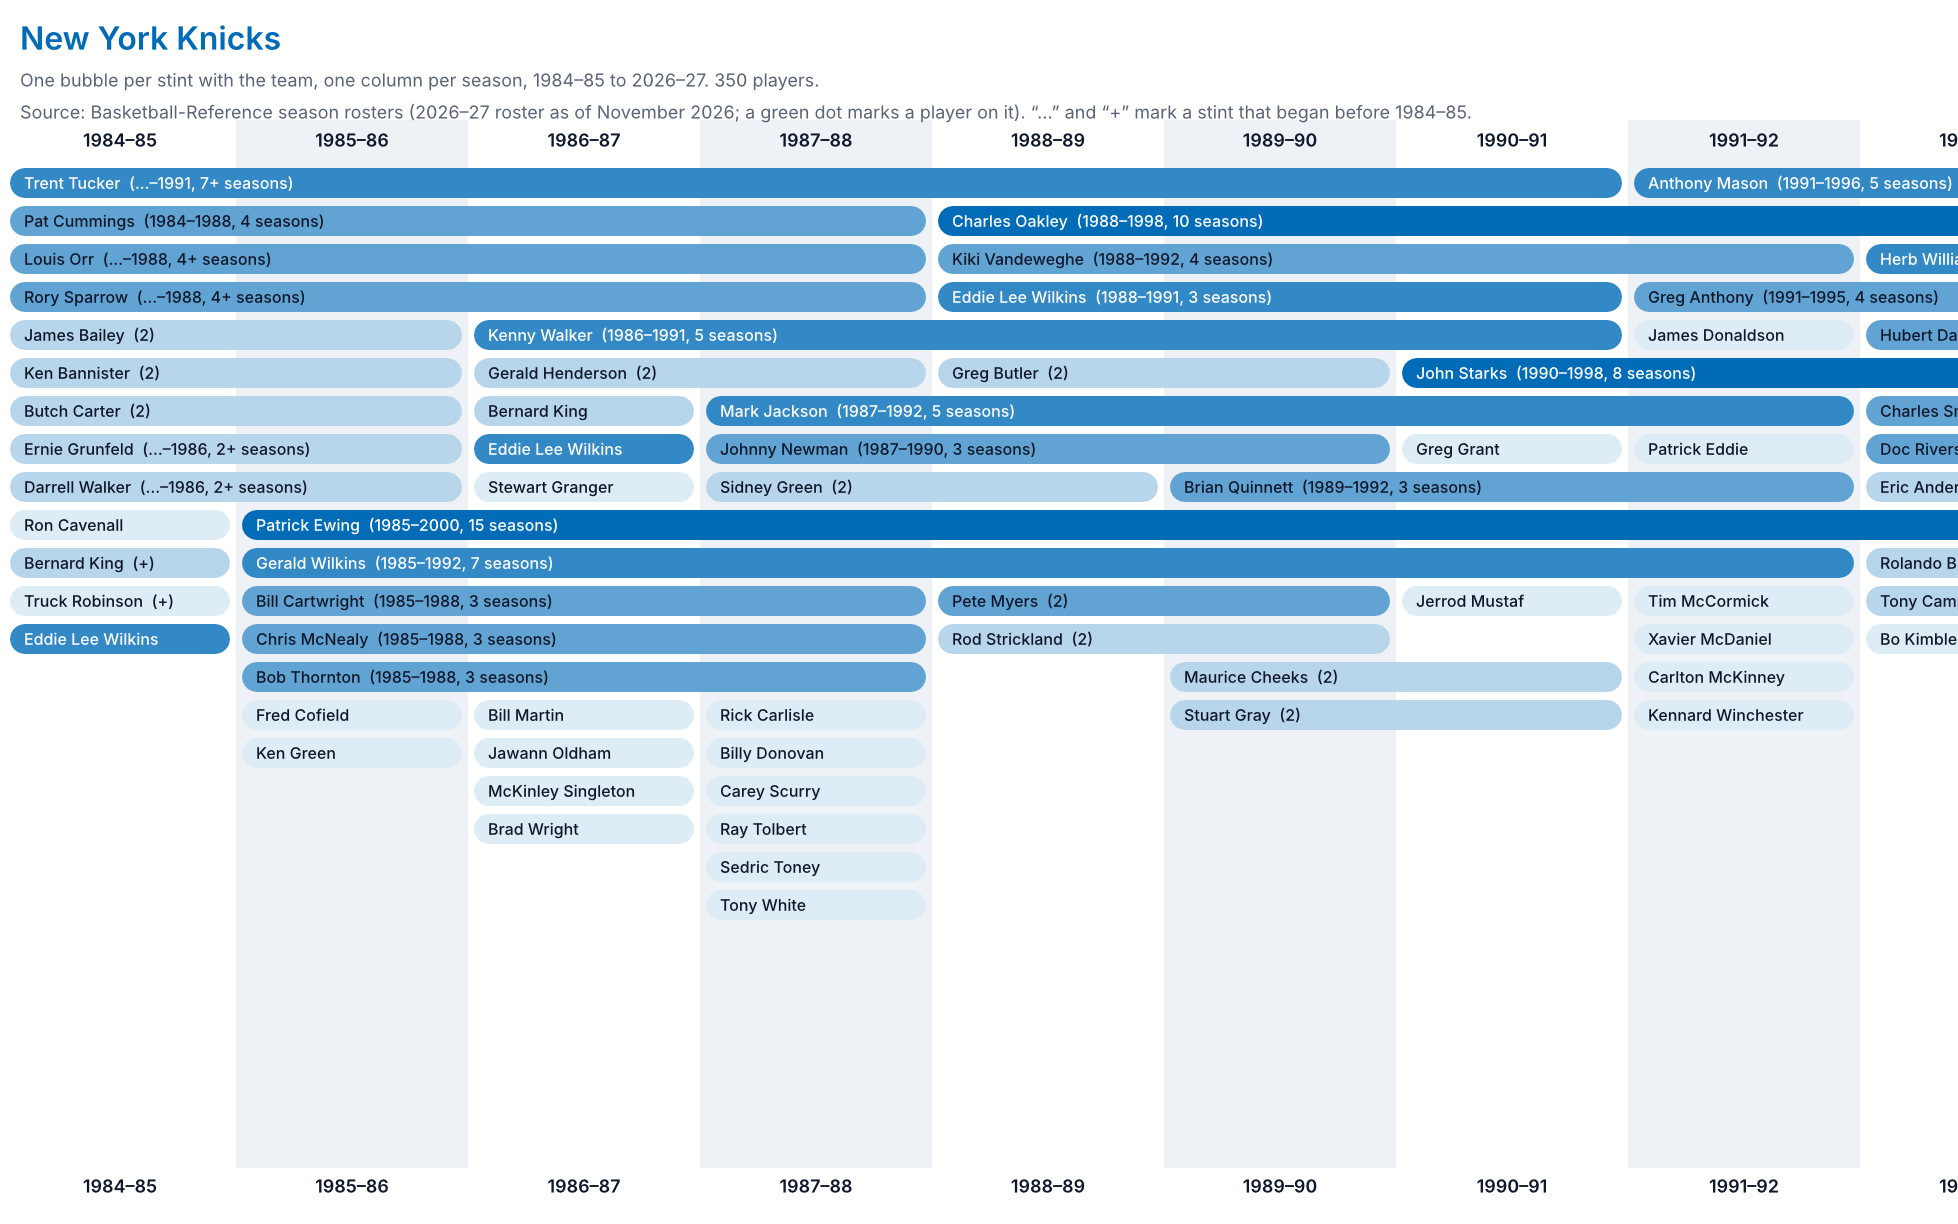 New York Knicks
One bubble per stint with the team, one column per season, 1984–85 to 2026–27. 350 players.
Source: Basketball-Reference season rosters (2026–27 roster as of November 2026; a green dot marks a player on it). “…” and “+” mark a stint that began before 1984–85.
1984–85 1985–86 1986–87 1987–88 1988–89 1989–90 1990–91 1991–92 19
Trent Tucker (…–1991, 7+ seasons) Anthony Mason (1991–1996, 5 seasons)
Pat Cummings (1984–1988, 4 seasons) Charles Oakley (1988–1998, 10 seasons)
Louis Orr (…–1988, 4+ seasons) Kiki Vandeweghe (1988–1992, 4 seasons) Herb
Rory Sparrow (…–1988, 4+ seasons) Eddie Lee Wilkins (1988–1991, 3 seasons) Greg Anthony (1991–1995, 4 seasons)
James Bailey (2) Kenny Walker (1986–1991, 5 seasons) James Donaldson Hubert
Ken Bannister (2) Gerald Henderson (2) Greg Butler (2) John Starks (1990–1998, 8 seasons)
Butch Carter (2) Bernard King Mark Jackson (1987–1992, 5 seasons) Charles
Ernie Grunfeld (…–1986, 2+ seasons) Eddie Lee Wilkins Johnny Newman (1987–1990, 3 seasons) Greg Grant Patrick Eddie Doc Rivers
Darrell Walker (…–1986, 2+ seasons) Stewart Granger Sidney Green (2) Brian Quinnett (1989–1992, 3 seasons) Eric
Ron Cavenall Patrick Ewing (1985–2000, 15 seasons)
Bernard King (+) Gerald Wilkins (1985–1992, 7 seasons) Rolando
Truck Robinson (+) Bill Cartwright (1985–1988, 3 seasons) Pete Myers (2) Jerrod Mustaf Tim McCormick Tony
Eddie Lee Wilkins Chris McNealy (1985–1988, 3 seasons) Rod Strickland (2) Xavier McDaniel Bo Kimble
Bob Thornton (1985–1988, 3 seasons) Maurice Cheeks (2) Carlton McKinney
Fred Cofield Bill Martin Rick Carlisle Stuart Gray (2) Kennard Winchester
Ken Green Jawann Oldham Billy Donovan
McKinley Singleton Carey Scurry
Brad Wright Ray Tolbert
Sedric Toney
Tony White
1984–85 1985–86 1986–87 1987–88 1988–89 1989–90 1990–91 1991–92 19